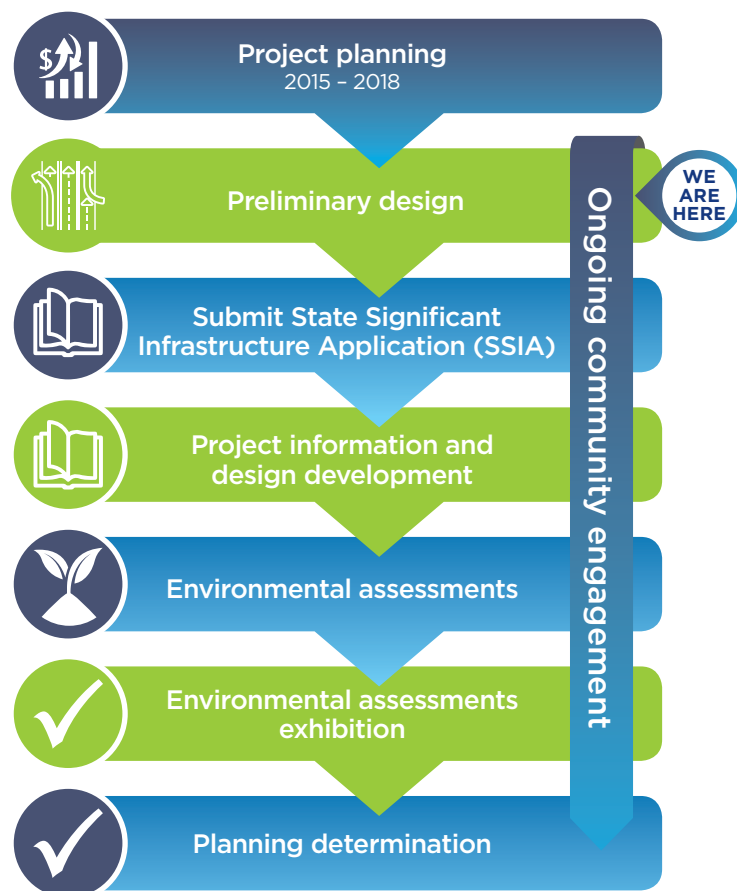 $
Project planning
2015 – 2018
Preliminary design
WE
ARE
HERE
Submit State Significant
Infrastructure Application (SSIA)
Project information and
design development
Environmental assessments
Environmental assessments
exhibition
Planning determination
Ongoing community engagement